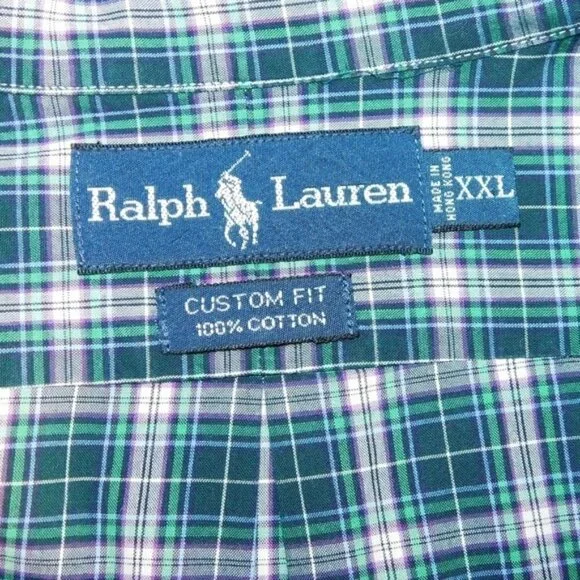 Ralph Lauren
MADE IN
HONG KONG
XXL
CUSTOM FIT
100% COTTON